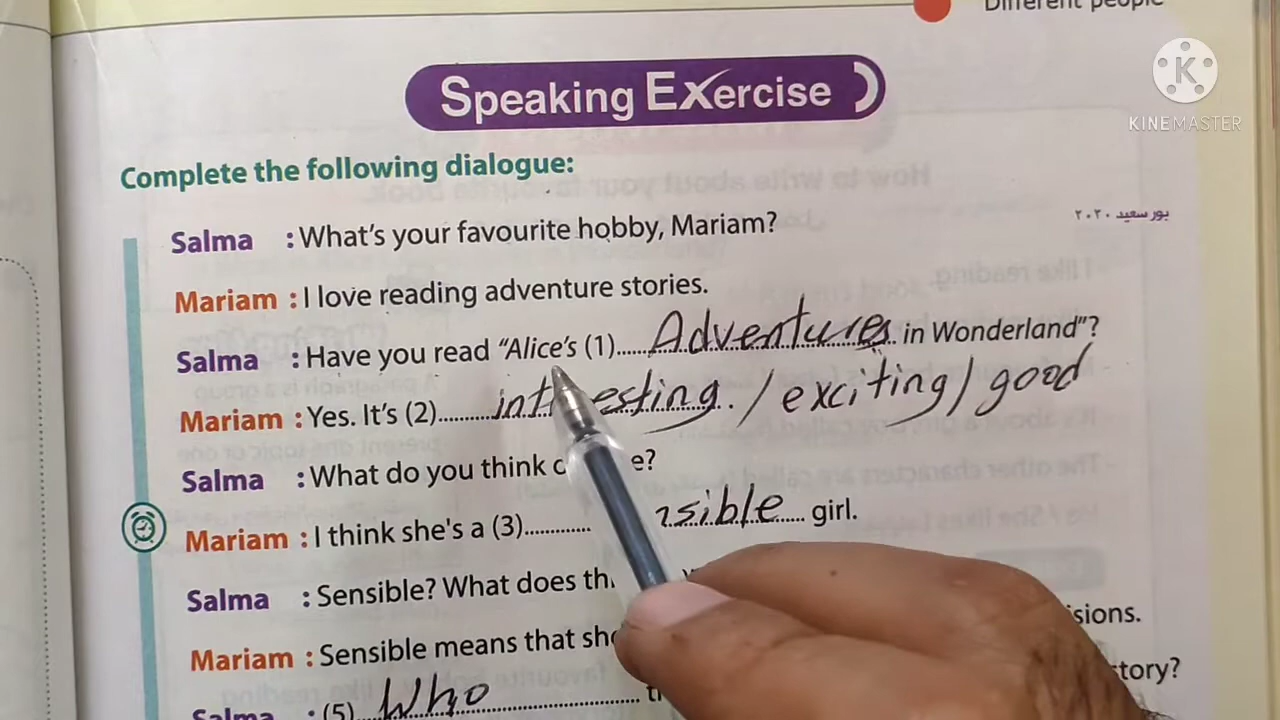 Different people
Speaking Exercise
KINEMASTER
Complete the following dialogue:
بور سعيد ٢٠٢٠
Salma : What's your favourite hobby, Mariam?
Mariam : I love reading adventure stories.
Salma : Have you read "Alice's (1)..... Adventures in Wonderland"?
Mariam : Yes. It's (2)........ interesting. / exciting / good
Salma : What do you think e?
Mariam : I think she's a (3)........... sible girl.
Salma : Sensible? What does
Mariam : Sensible means that sions.
Salma : (5) Who tory?